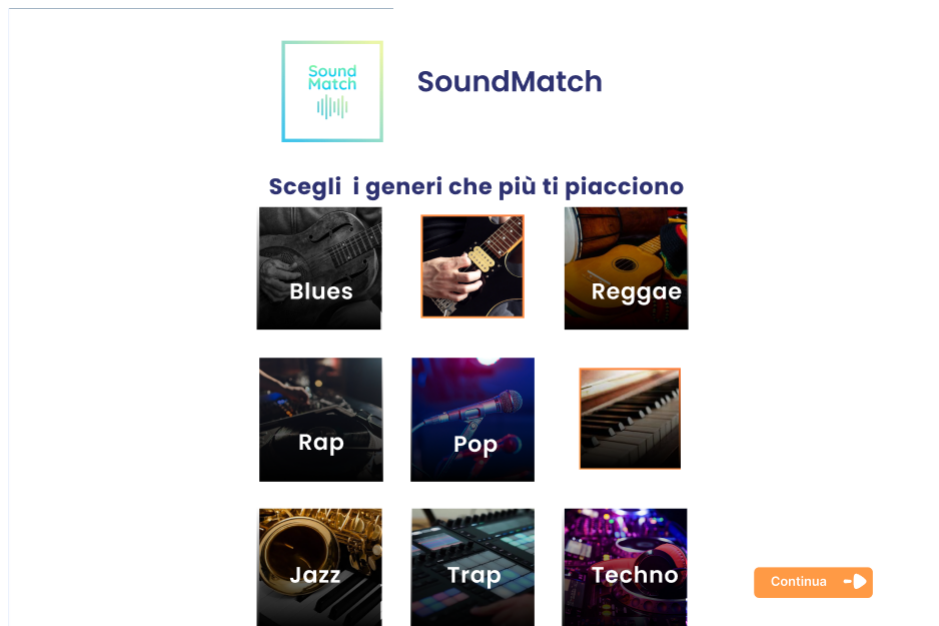 Sound
Match
SoundMatch
Scegli i generi che più ti piacciono
Blues
Reggae
Rap
Pop
Jazz
Trap
Techno
Continua